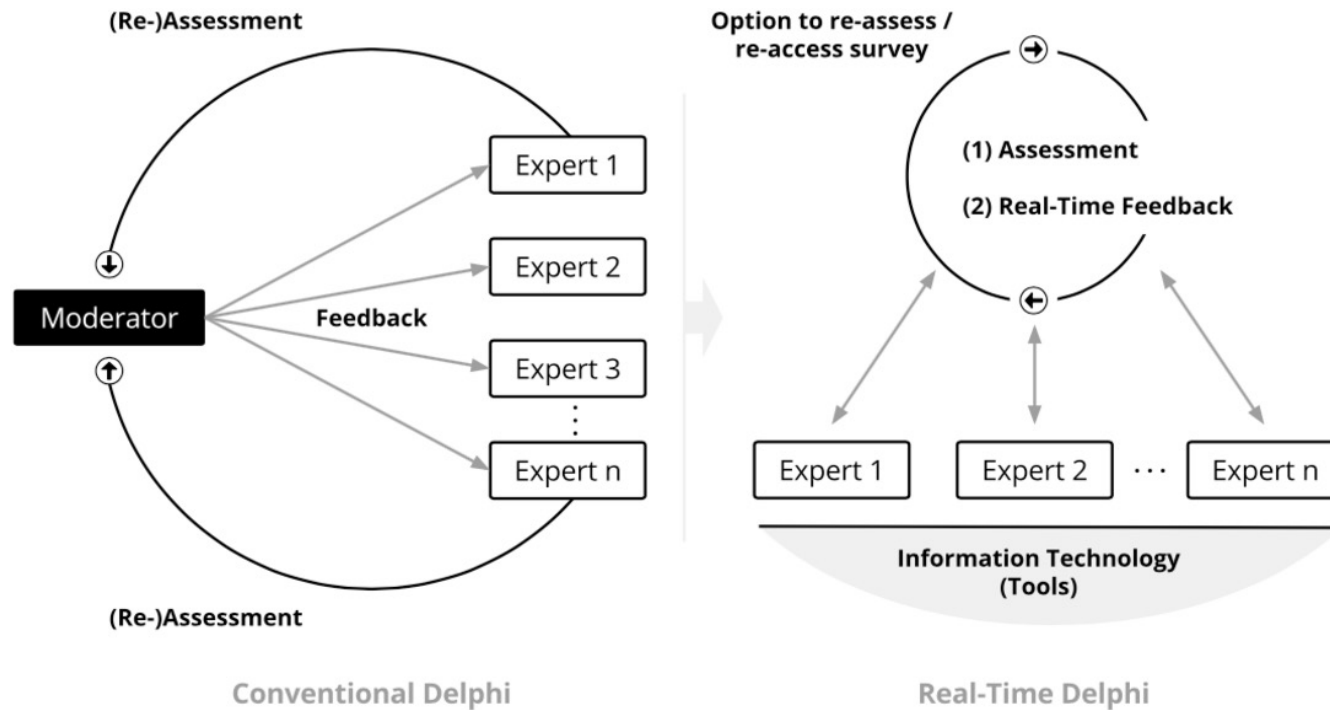 (Re-)Assessment
Expert 1
Expert 2
Moderator
Feedback
Expert 3
Expert n
(Re-)Assessment
Conventional Delphi
Option to re-assess /
re-access survey
(1) Assessment
(2) Real-Time Feedback
Expert 1
Expert 2
...
Expert n
Information Technology
(Tools)
Real-Time Delphi